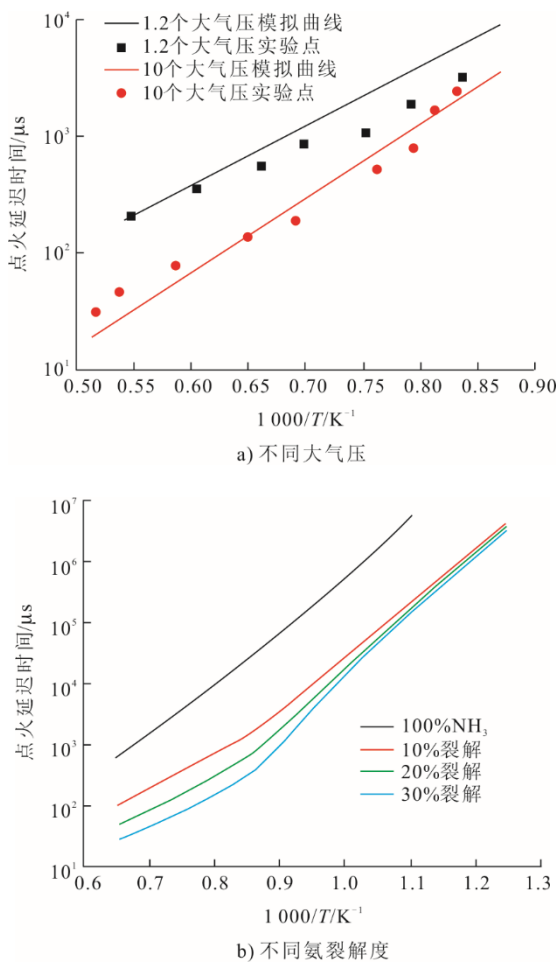 10⁴
1.2个大气压模拟曲线
1.2个大气压实验点
10个大气压模拟曲线
10个大气压实验点
10³
10²
10¹
点火延迟时间/μs
0.50 0.55 0.60 0.65 0.70 0.75 0.80 0.85 0.90
1 000/T/K⁻¹
a) 不同大气压
10⁷
10⁶
10⁵
10⁴
10³
10²
10¹
点火延迟时间/μs
100%NH₃
10%裂解
20%裂解
30%裂解
0.6 0.7 0.8 0.9 1.0 1.1 1.2 1.3
1 000/T/K⁻¹
b) 不同氨裂解度